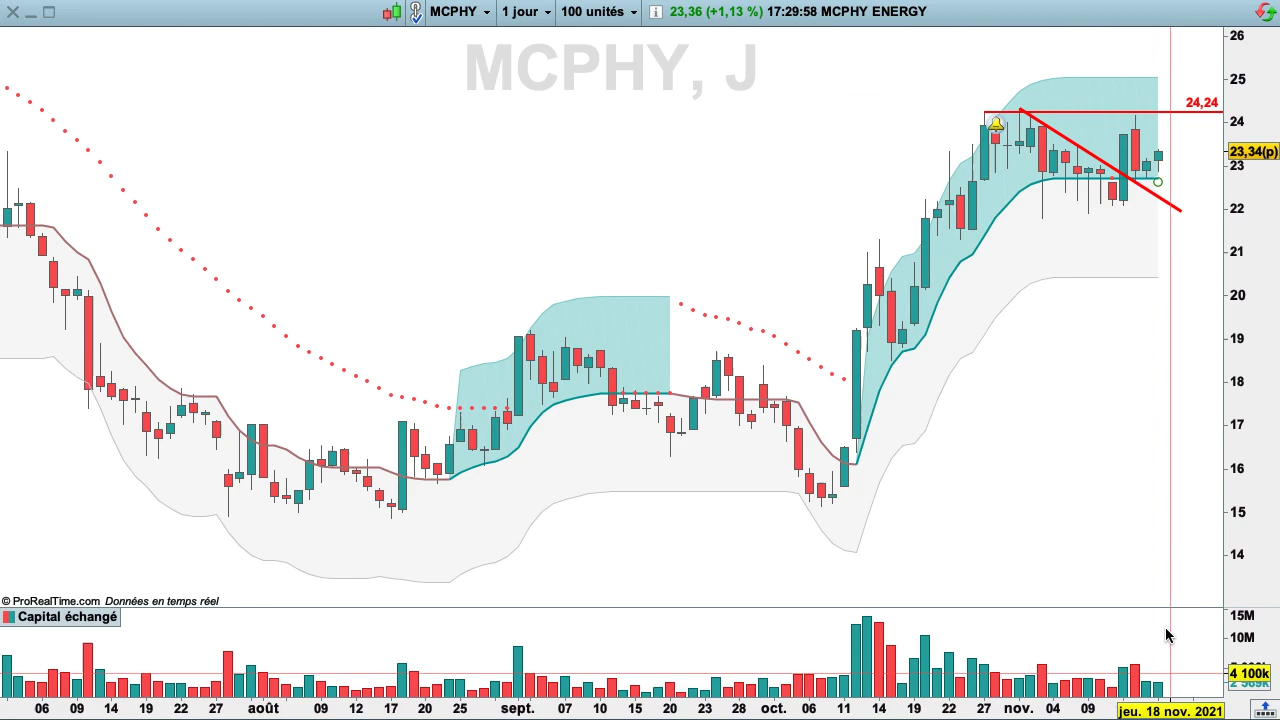 MCPHY 1 jour 100 unités 23,36 (+1,13 %) 17:29:58 MCPHY ENERGY
MCPHY, J
26
25
24,24
24
23,34(p)
23
22
21
20
19
18
17
16
15
14
© ProRealTime.com Données en temps réel
Capital échangé
15M
10M
4 100k
06 09 14 19 22 27 août 09 12 17 20 25 sept. 07 10 15 20 23 28 oct. 06 11 14 19 22 27 nov. 04 09
jeu. 18 nov. 2021